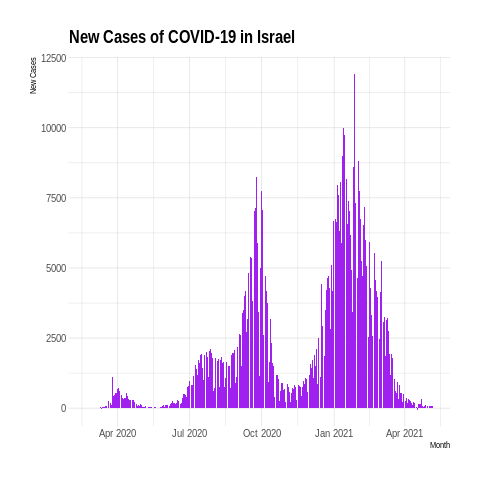 New Cases of COVID-19 in Israel
New Cases
12500
10000
7500
5000
2500
0
Apr 2020 Jul 2020 Oct 2020 Jan 2021 Apr 2021
Month